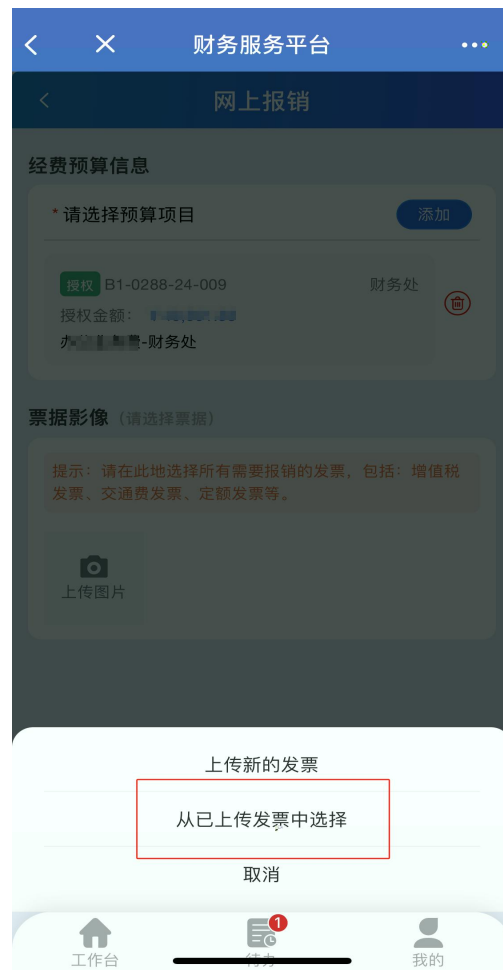 财务服务平台
网上报销
经费预算信息
*请选择预算项目
添加
授权 B1-0288-24-009
财务处
授权金额：
-财务处
票据影像（请选择票据）
提示：请在此地选择所有需要报销的发票，包括：增值税
发票、交通费发票、定额发票等。
上传图片
上传新的发票
从已上传发票中选择
取消
1
工作台
待办
我的